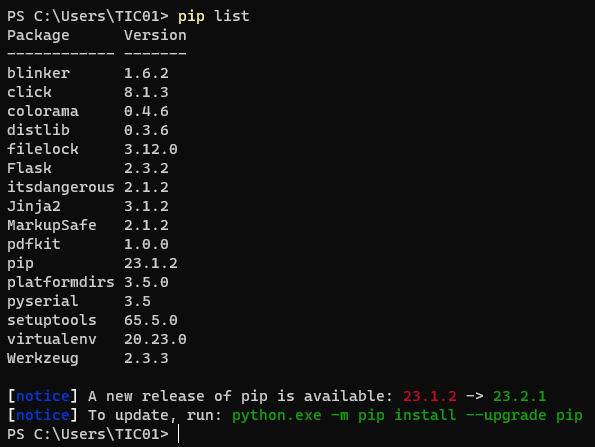 PS C:\Users\TIC01> pip list
Package      Version
------------ -------
blinker      1.6.2
click        8.1.3
colorama     0.4.6
distlib      0.3.6
filelock     3.12.0
Flask        2.3.2
itsdangerous 2.1.2
Jinja2       3.1.2
MarkupSafe   2.1.2
pdfkit       1.0.0
pip          23.1.2
platformdirs 3.5.0
pyserial     3.5
setuptools   65.5.0
virtualenv   20.23.0
Werkzeug     2.3.3
[notice] A new release of pip is available: 23.1.2 -> 23.2.1
[notice] To update, run: python.exe -m pip install --upgrade pip
PS C:\Users\TIC01>